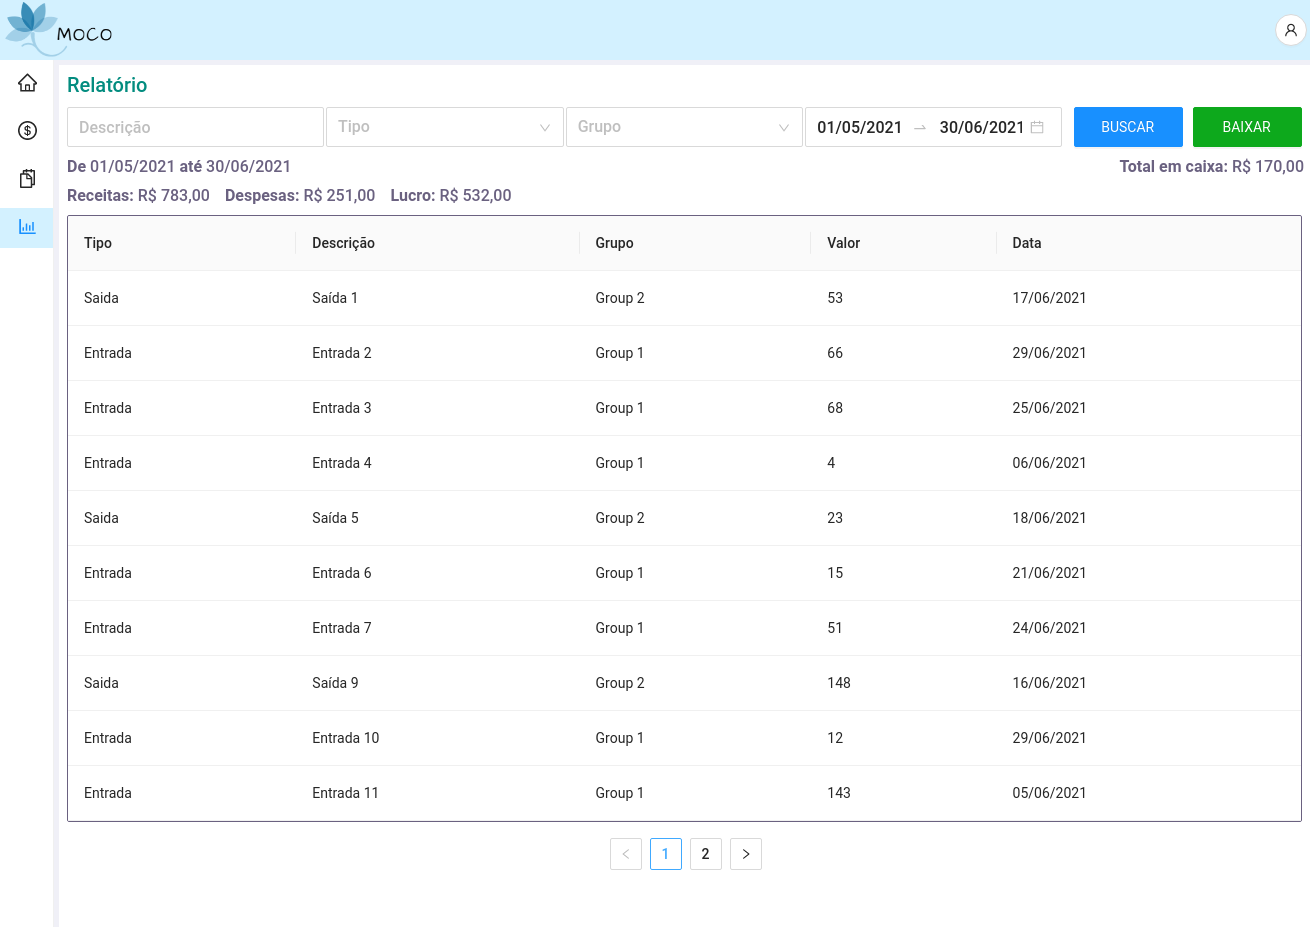 MOCO
Relatório
Descrição Tipo Grupo 01/05/2021 30/06/2021 BUSCAR BAIXAR
De 01/05/2021 até 30/06/2021 Total em caixa: R$ 170,00
Receitas: R$ 783,00 Despesas: R$ 251,00 Lucro: R$ 532,00
Tipo Descrição Grupo Valor Data
Saida Saída 1 Group 2 53 17/06/2021
Entrada Entrada 2 Group 1 66 29/06/2021
Entrada Entrada 3 Group 1 68 25/06/2021
Entrada Entrada 4 Group 1 4 06/06/2021
Saida Saída 5 Group 2 23 18/06/2021
Entrada Entrada 6 Group 1 15 21/06/2021
Entrada Entrada 7 Group 1 51 24/06/2021
Saida Saída 9 Group 2 148 16/06/2021
Entrada Entrada 10 Group 1 12 29/06/2021
Entrada Entrada 11 Group 1 143 05/06/2021
1 2